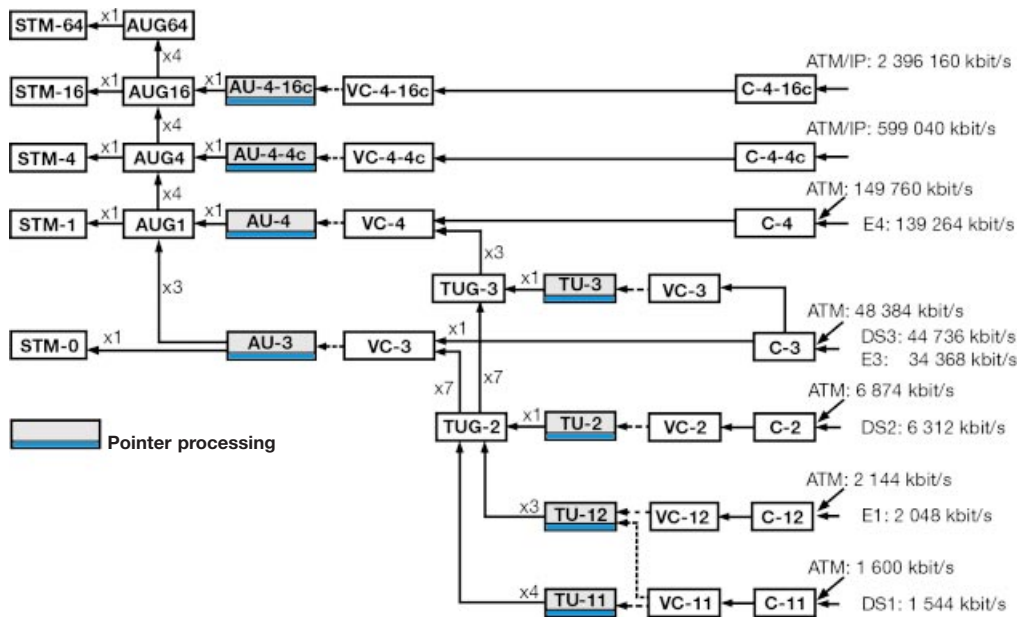 STM-64 x1 AUG64
x4
ATM/IP: 2 396 160 kbit/s
STM-16 x1 AUG16 x1 AU-4-16c VC-4-16c C-4-16c
x4
ATM/IP: 599 040 kbit/s
STM-4 x1 AUG4 x1 AU-4-4c VC-4-4c C-4-4c
x4
ATM: 149 760 kbit/s
STM-1 x1 AUG1 x1 AU-4 VC-4 C-4
E4: 139 264 kbit/s
x3
x3
TUG-3 x1 TU-3 VC-3
ATM: 48 384 kbit/s
STM-0 x1 AU-3 VC-3 x1 C-3
DS3: 44 736 kbit/s
E3: 34 368 kbit/s
x7 x7
ATM: 6 874 kbit/s
TUG-2 x1 TU-2 VC-2 C-2
DS2: 6 312 kbit/s
Pointer processing
ATM: 2 144 kbit/s
x3 TU-12 VC-12 C-12
E1: 2 048 kbit/s
ATM: 1 600 kbit/s
x4 TU-11 VC-11 C-11
DS1: 1 544 kbit/s